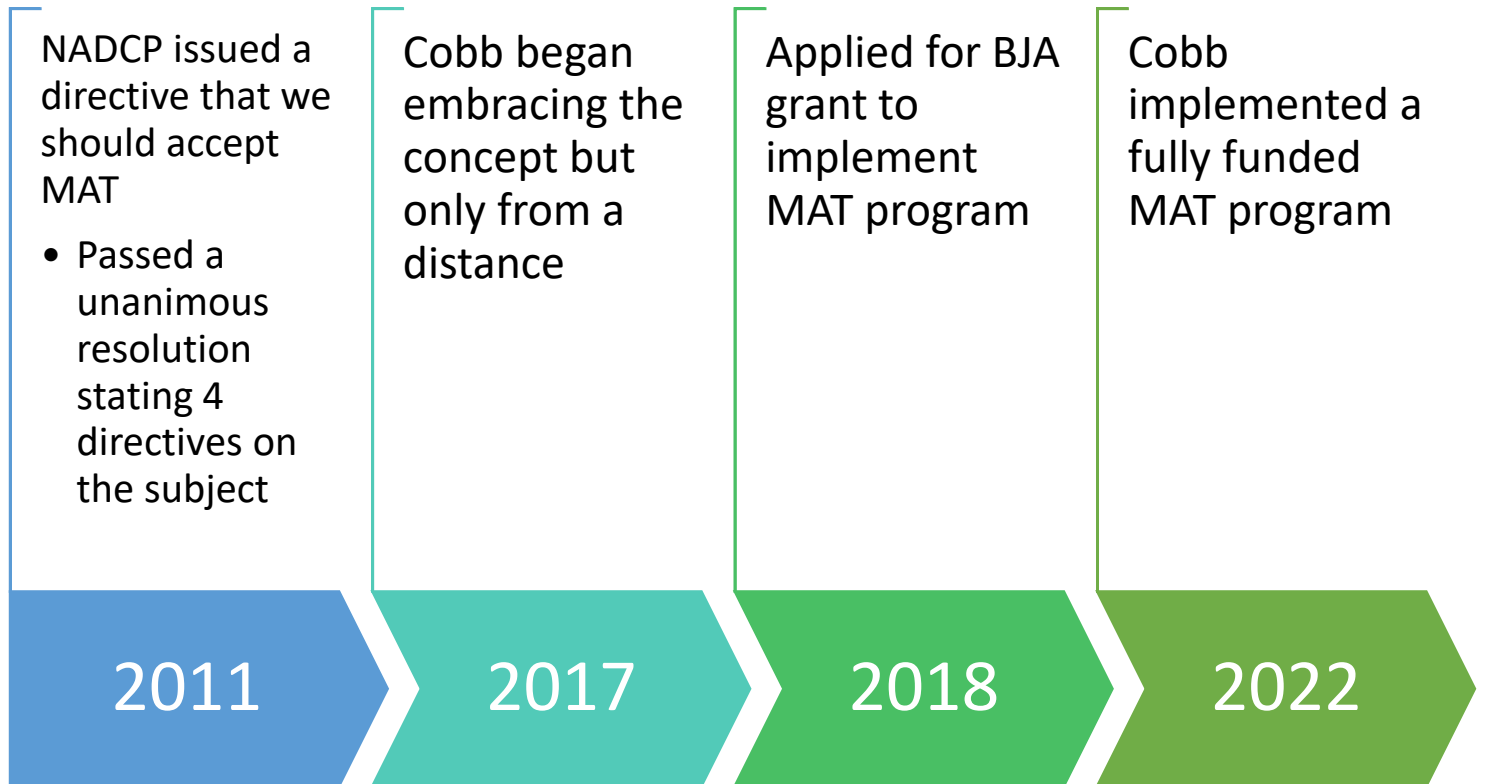 NADCP issued a
directive that we
should accept
MAT
• Passed a
unanimous
resolution
stating 4
directives on
the subject
2011
Cobb began
embracing the
concept but
only from a
distance
2017
Applied for BJA
grant to
implement
MAT program
2018
Cobb
implemented a
fully funded
MAT program
2022